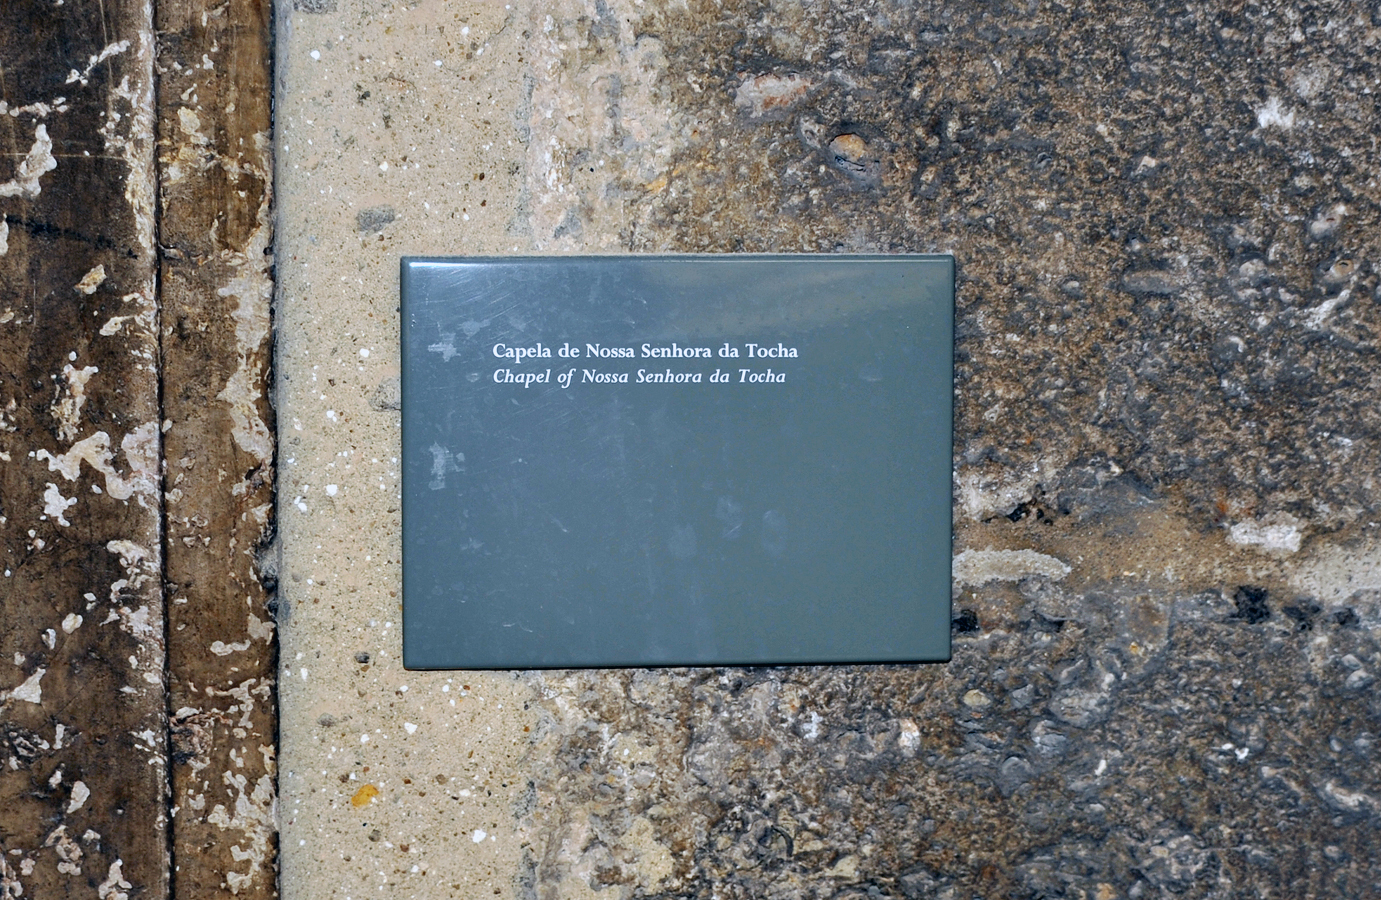 Capela de Nossa Senhora da Tocha
Chapel of Nossa Senhora da Tocha